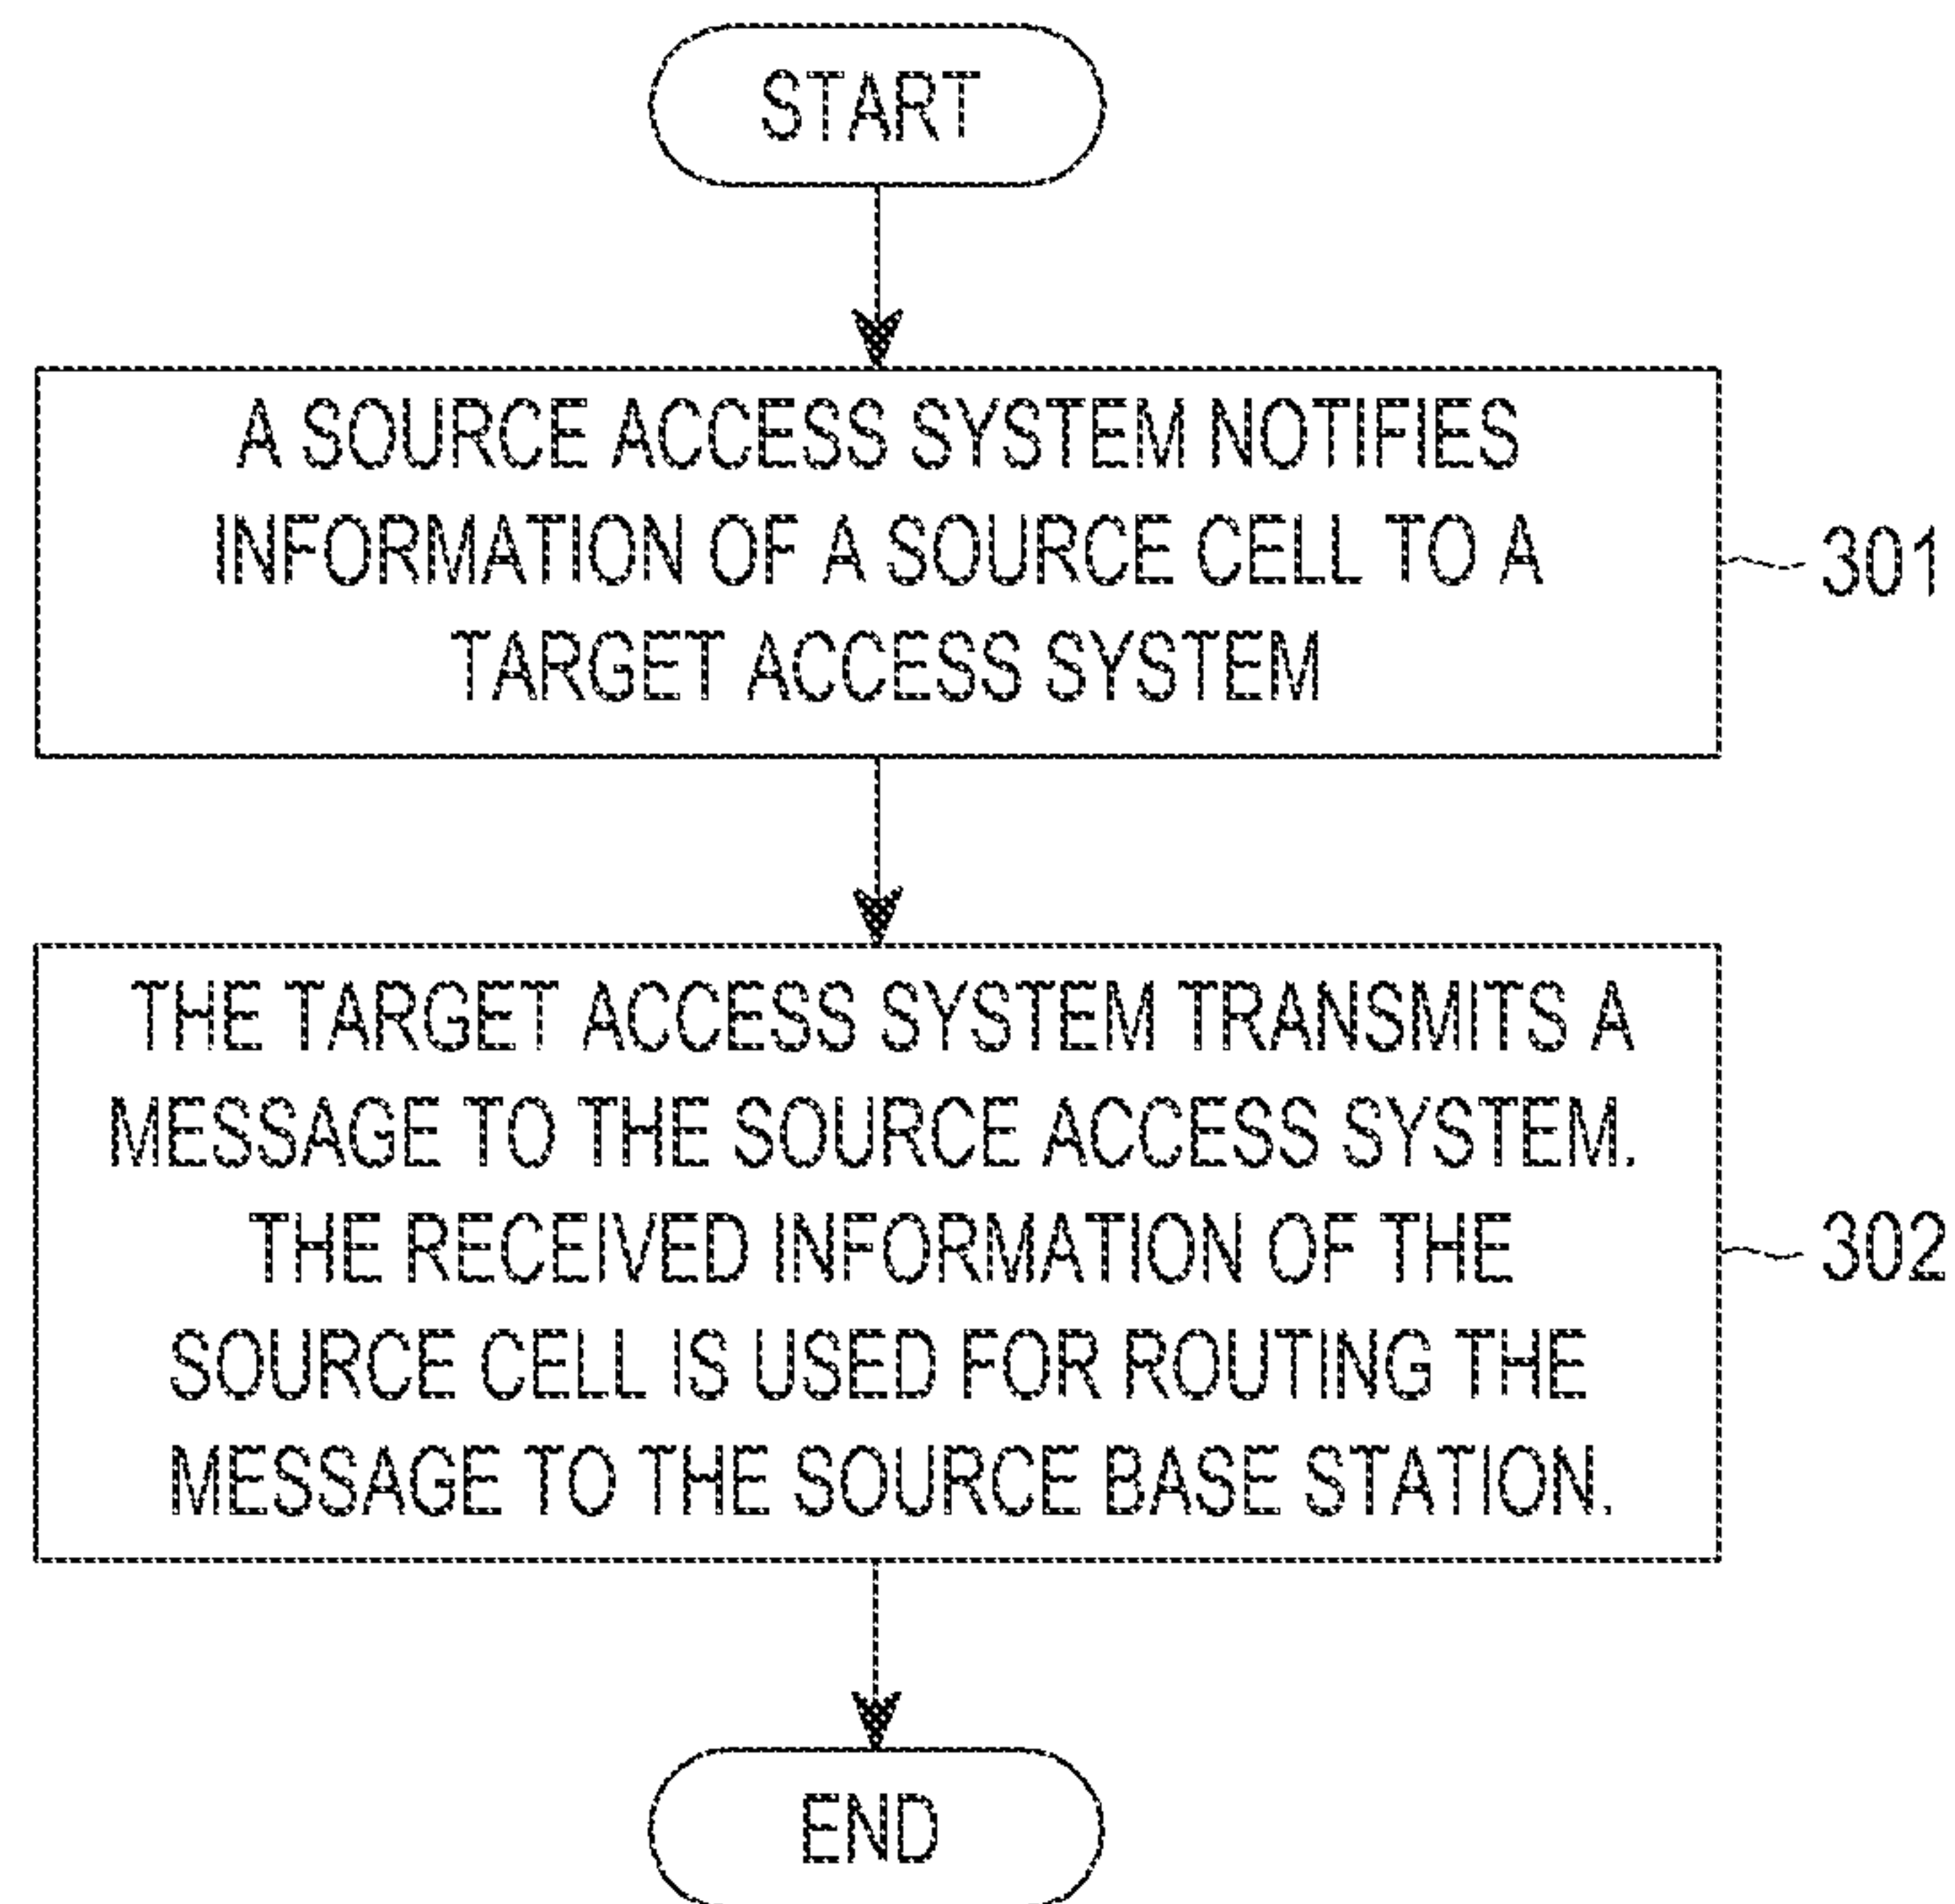 START
A SOURCE ACCESS SYSTEM NOTIFIES
INFORMATION OF A SOURCE CELL TO A
TARGET ACCESS SYSTEM
301
THE TARGET ACCESS SYSTEM TRANSMITS A
MESSAGE TO THE SOURCE ACCESS SYSTEM.
THE RECEIVED INFORMATION OF THE
SOURCE CELL IS USED FOR ROUTING THE
MESSAGE TO THE SOURCE BASE STATION.
302
END